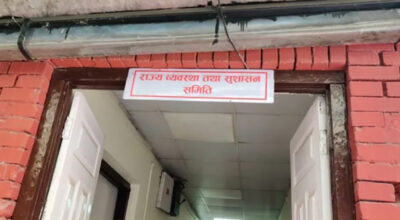 राज्य व्यवस्था तथा सुशासन
समिति